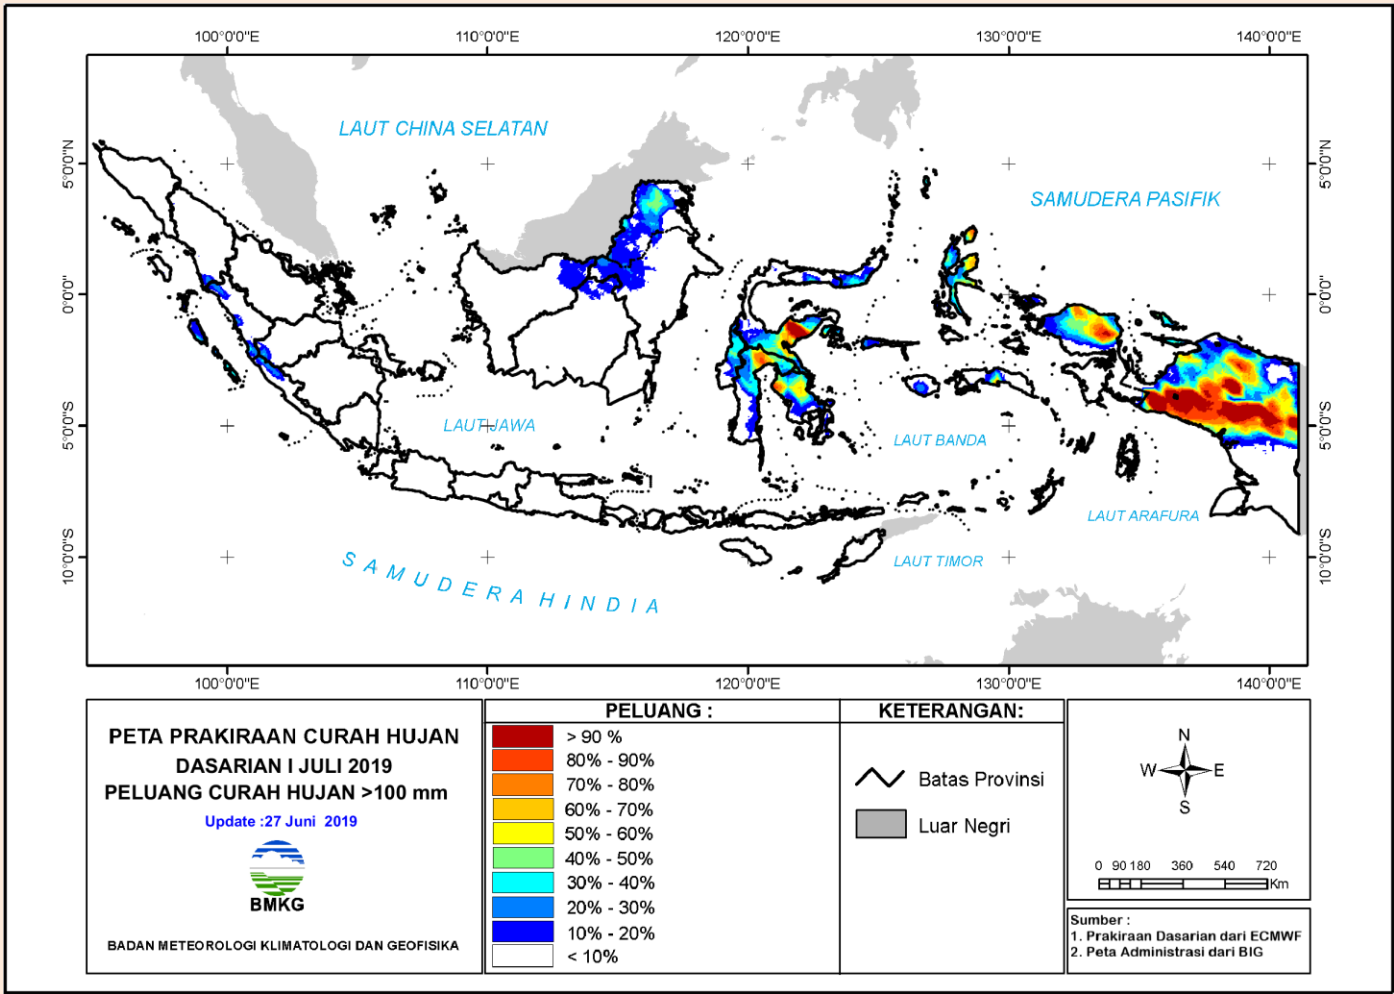 100°0'0"E 110°0'0"E 120°0'0"E 130°0'0"E 140°0'0"E
5°0'0"N 5°0'0"N
LAUT CHINA SELATAN
SAMUDERA PASIFIK
0°0'0" 0°0'0"
5°0'0"S 5°0'0"S
LAUT JAWA
LAUT BANDA
LAUT ARAFURA
10°0'0"S 10°0'0"S
LAUT TIMOR
SAMUDERA HINDIA
100°0'0"E 110°0'0"E 120°0'0"E 130°0'0"E 140°0'0"E
PETA PRAKIRAAN CURAH HUJAN
DASARIAN I JULI 2019
PELUANG CURAH HUJAN >100 mm
Update :27 Juni 2019
BMKG
BADAN METEOROLOGI KLIMATOLOGI DAN GEOFISIKA
PELUANG :
> 90 %
80% - 90%
70% - 80%
60% - 70%
50% - 60%
40% - 50%
30% - 40%
20% - 30%
10% - 20%
< 10%
KETERANGAN:
Batas Provinsi
Luar Negri
N
W E
S
0 90 180 360 540 720
Km
Sumber :
1. Prakiraan Dasarian dari ECMWF
2. Peta Administrasi dari BIG